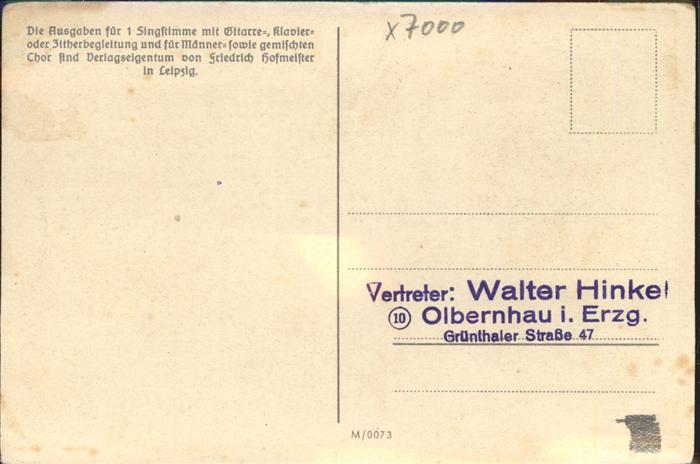 Die Ausgaben für 1 Singstimme mit Gitarre-, Klavier-
oder Zitherbegleitung und für Männer- sowie gemischten
Chor sind Verlagseigentum von Friedrich Hofmeister
in Leipzig.
x7000
Vertreter: Walter Hinkel
10 Olbernhau i. Erzg.
Grünthaler Straße 47
M/0073